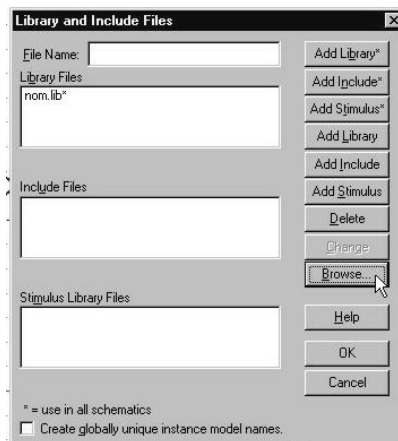 Library and Include Files
File Name:
Library Files
nom.lib*
Include Files
Stimulus Library Files
Add Library*
Add Include*
Add Stimulus*
Add Library
Add Include
Add Stimulus
Delete
Change
Browse...
Help
OK
Cancel
* = use in all schematics
Create globally unique instance model names.